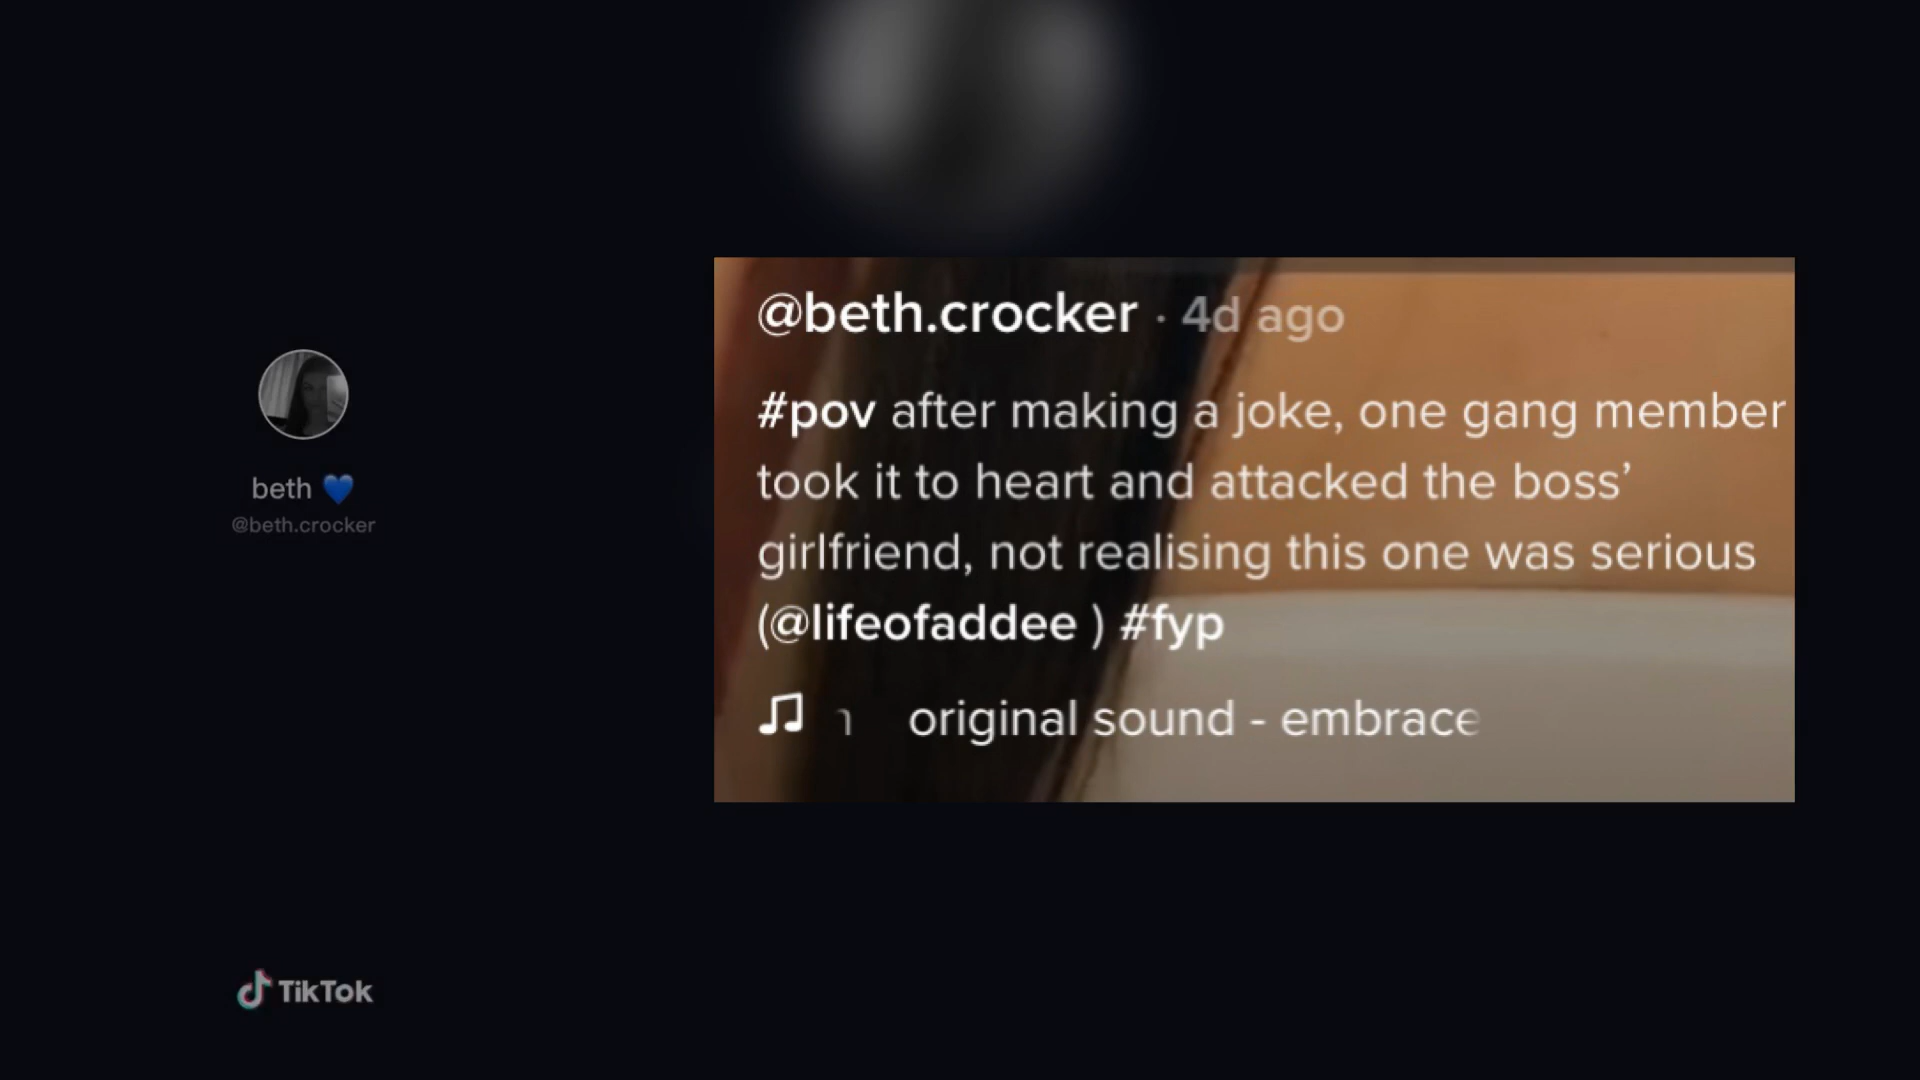 beth 💙
@beth.crocker
TikTok
@beth.crocker · 4d ago
#pov after making a joke, one gang member
took it to heart and attacked the boss’
girlfriend, not realising this one was serious
(@lifeofaddee ) #fyp
original sound - embrace